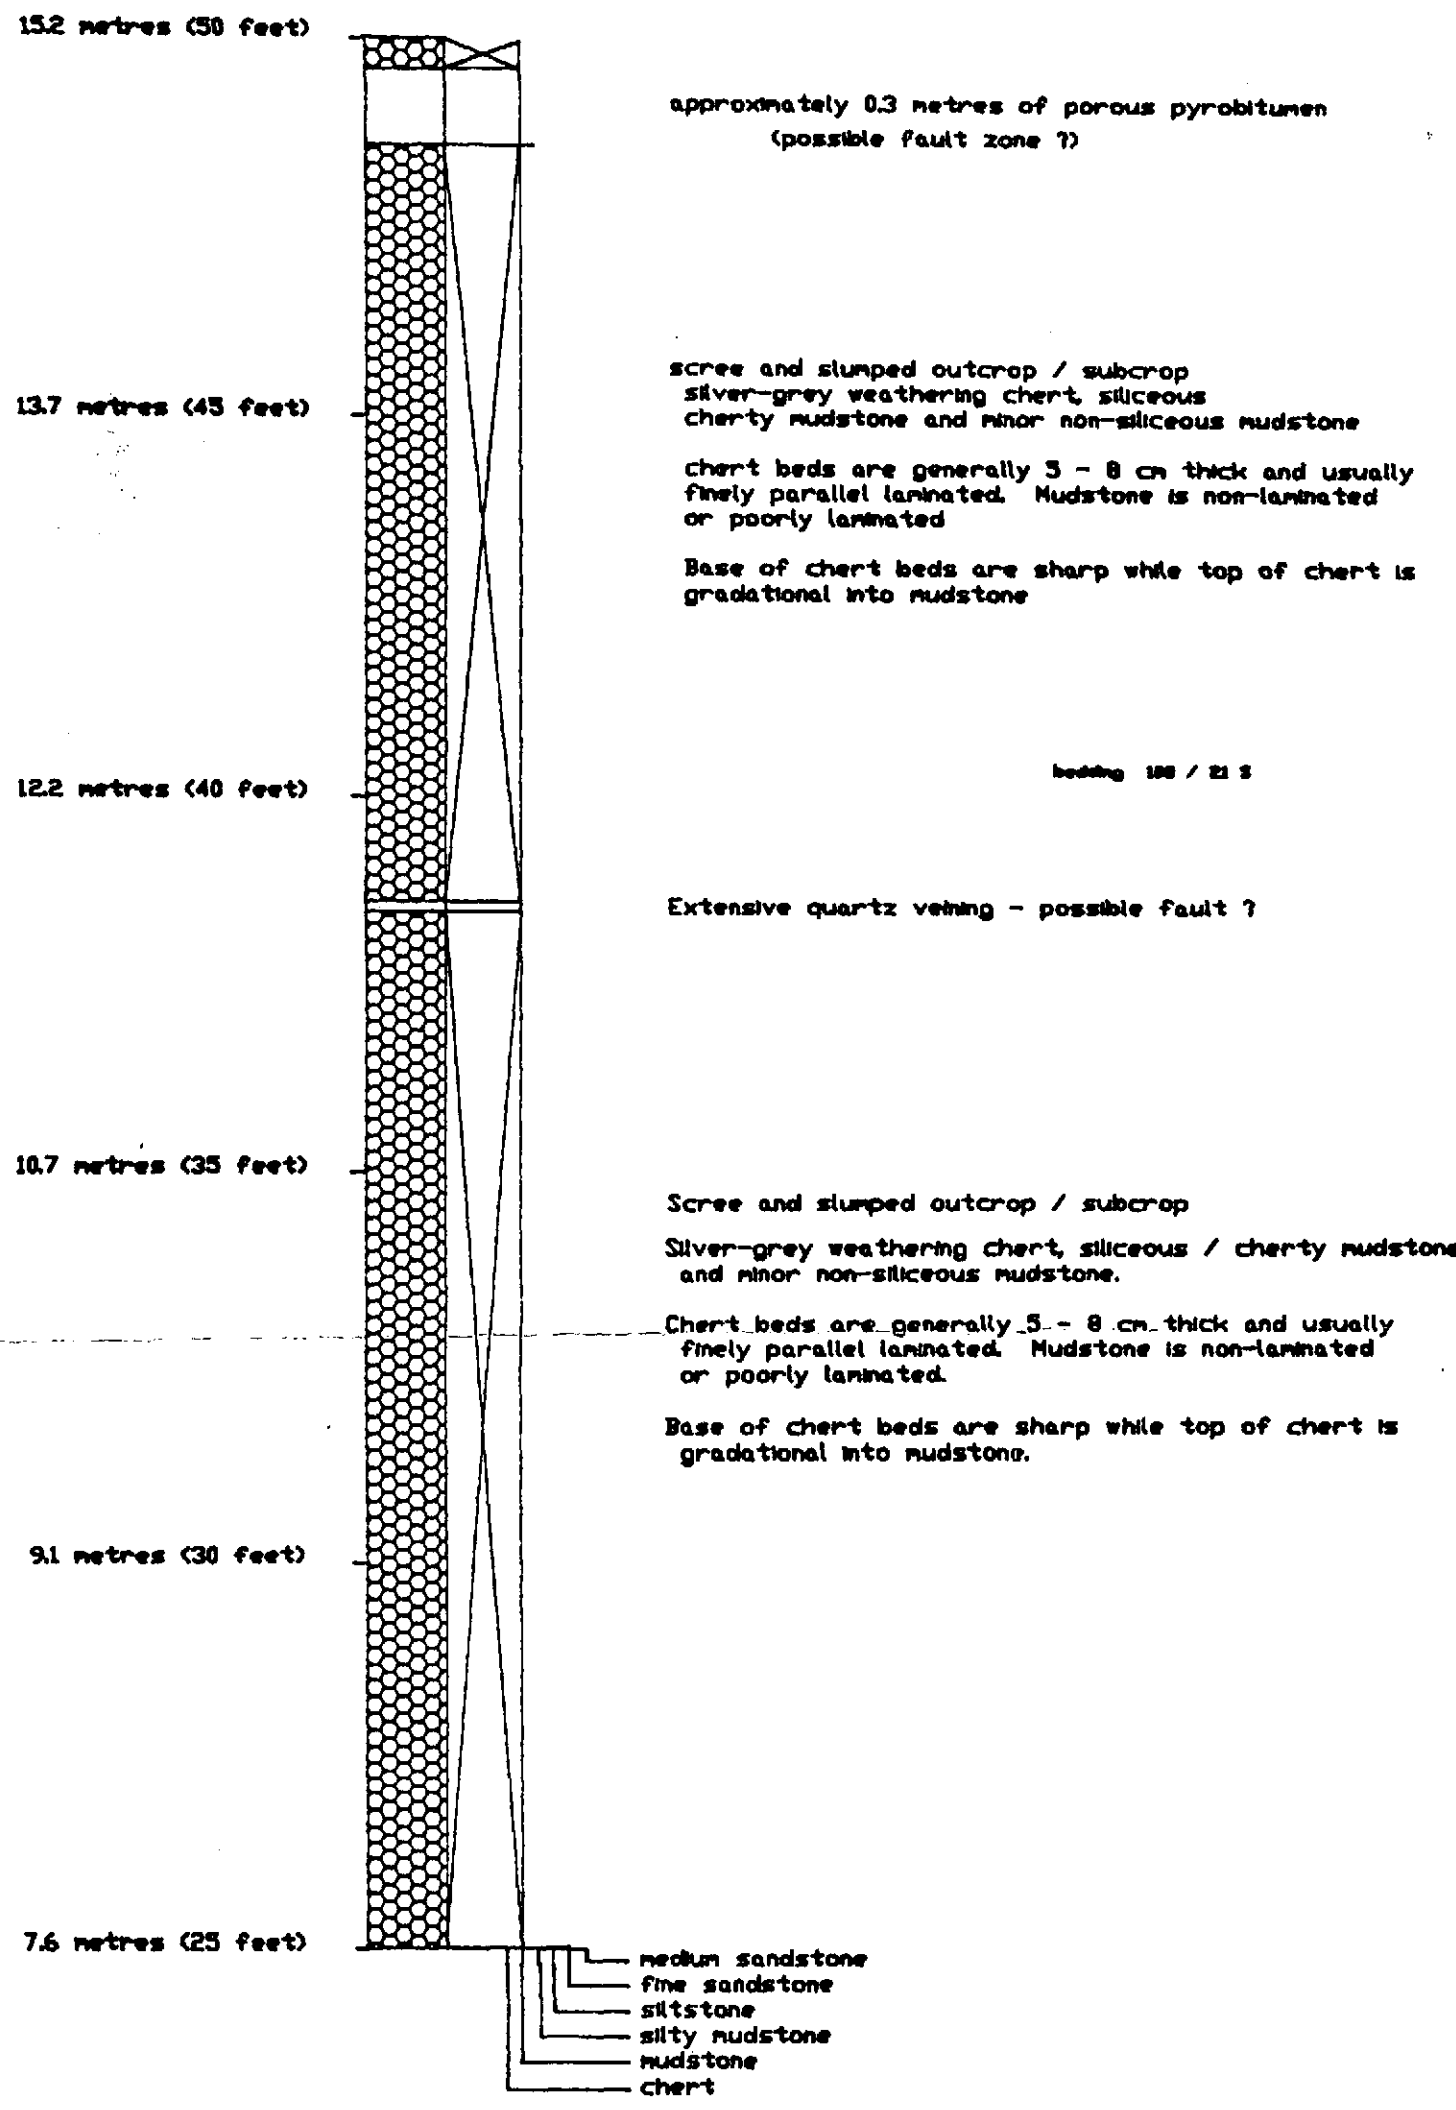 15.2 metres (50 feet)
approximately 0.3 metres of porous pyrobitumen
(possible fault zone ?)
scree and slumped outcrop / subcrop
silver-grey weathering chert, siliceous
cherty mudstone and minor non-siliceous mudstone
13.7 metres (45 feet)
chert beds are generally 5 - 8 cm thick and usually
finely parallel laminated. Mudstone is non-laminated
or poorly laminated
Base of chert beds are sharp while top of chert is
gradational into mudstone
bedding / 21 S
12.2 metres (40 feet)
Extensive quartz veining - possible fault ?
10.7 metres (35 feet)
Scree and slumped outcrop / subcrop
Silver-grey weathering chert, siliceous / cherty mudstone
and minor non-siliceous mudstone.
Chert beds are generally 5 - 8 cm thick and usually
finely parallel laminated. Mudstone is non-laminated
or poorly laminated.
Base of chert beds are sharp while top of chert is
gradational into mudstone.
9.1 metres (30 feet)
7.6 metres (25 feet)
medium sandstone
fine sandstone
siltstone
silty mudstone
mudstone
chert